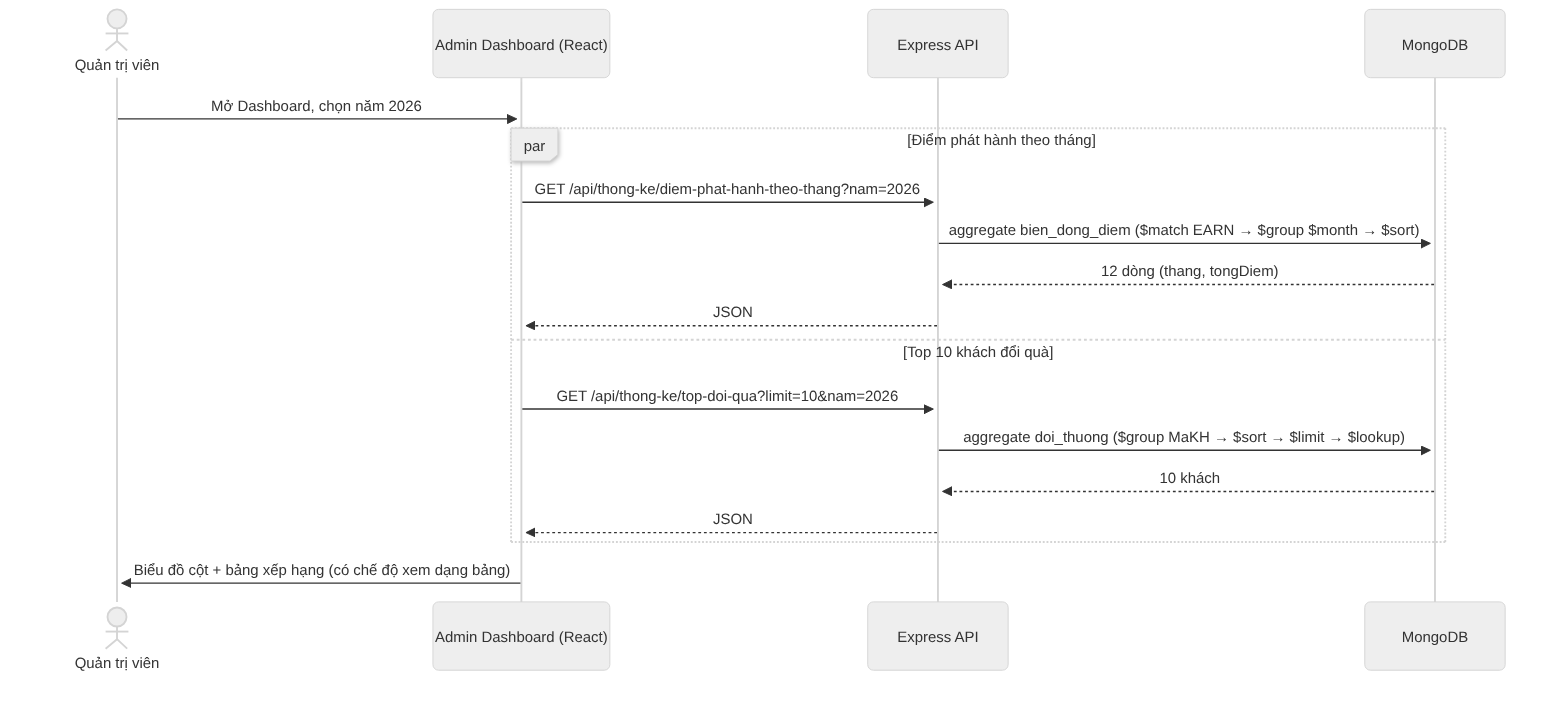 Quản trị viên
Admin Dashboard (React)
Express API
MongoDB
Mở Dashboard, chọn năm 2026
par
[Điểm phát hành theo tháng]
GET /api/thong-ke/diem-phat-hanh-theo-thang?nam=2026
aggregate bien_dong_diem ($match EARN → $group $month → $sort)
12 dòng (thang, tongDiem)
JSON
[Top 10 khách đổi quà]
GET /api/thong-ke/top-doi-qua?limit=10&nam=2026
aggregate doi_thuong ($group MaKH → $sort → $limit → $lookup)
10 khách
JSON
Biểu đồ cột + bảng xếp hạng (có chế độ xem dạng bảng)
Quản trị viên
Admin Dashboard (React)
Express API
MongoDB